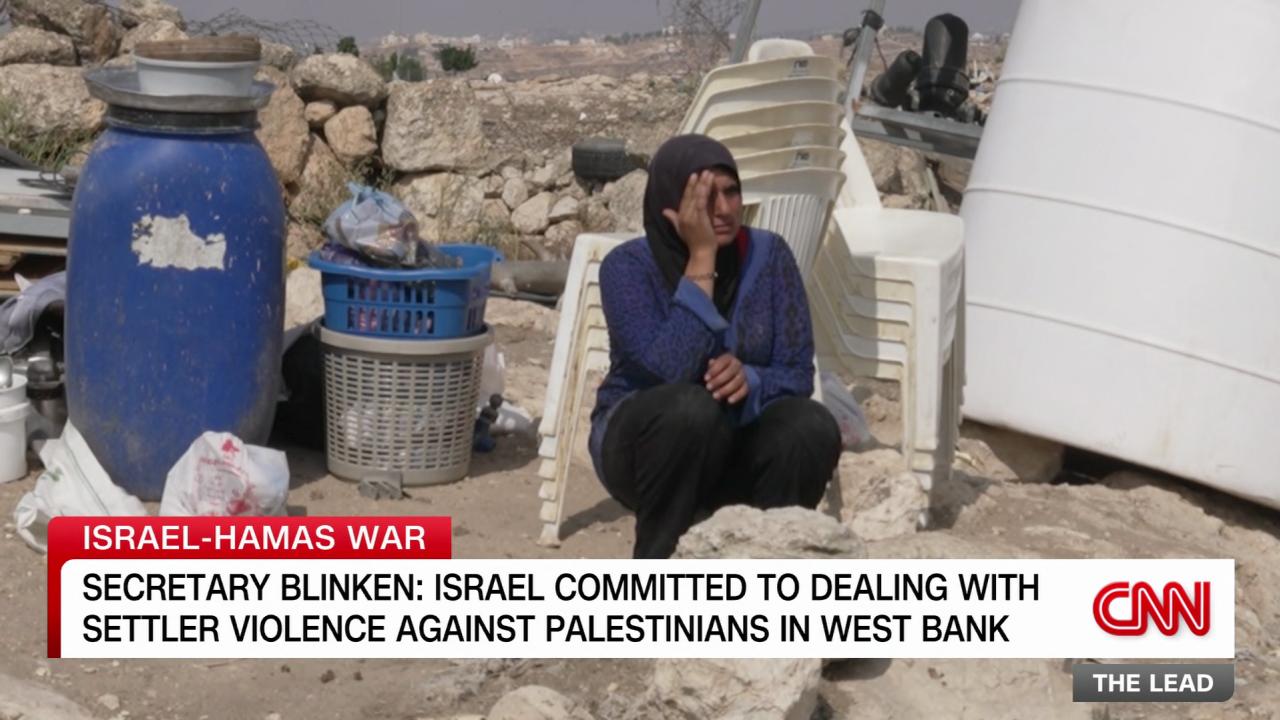 ISRAEL-HAMAS WAR
SECRETARY BLINKEN: ISRAEL COMMITTED TO DEALING WITH
SETTLER VIOLENCE AGAINST PALESTINIANS IN WEST BANK
CNN
THE LEAD